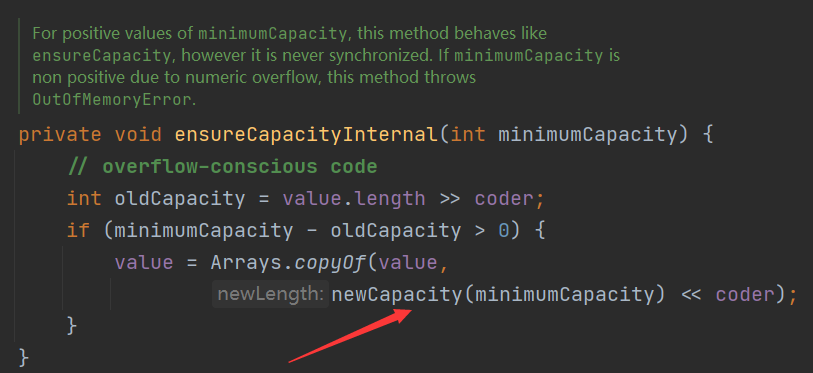 For positive values of minimumCapacity, this method behaves like
ensureCapacity, however it is never synchronized. If minimumCapacity is
non positive due to numeric overflow, this method throws
OutOfMemoryError.
private void ensureCapacityInternal(int minimumCapacity) {
// overflow-conscious code
int oldCapacity = value.length >> coder;
if (minimumCapacity - oldCapacity > 0) {
value = Arrays.copyOf(value,
newLength: newCapacity(minimumCapacity) << coder);
}
}